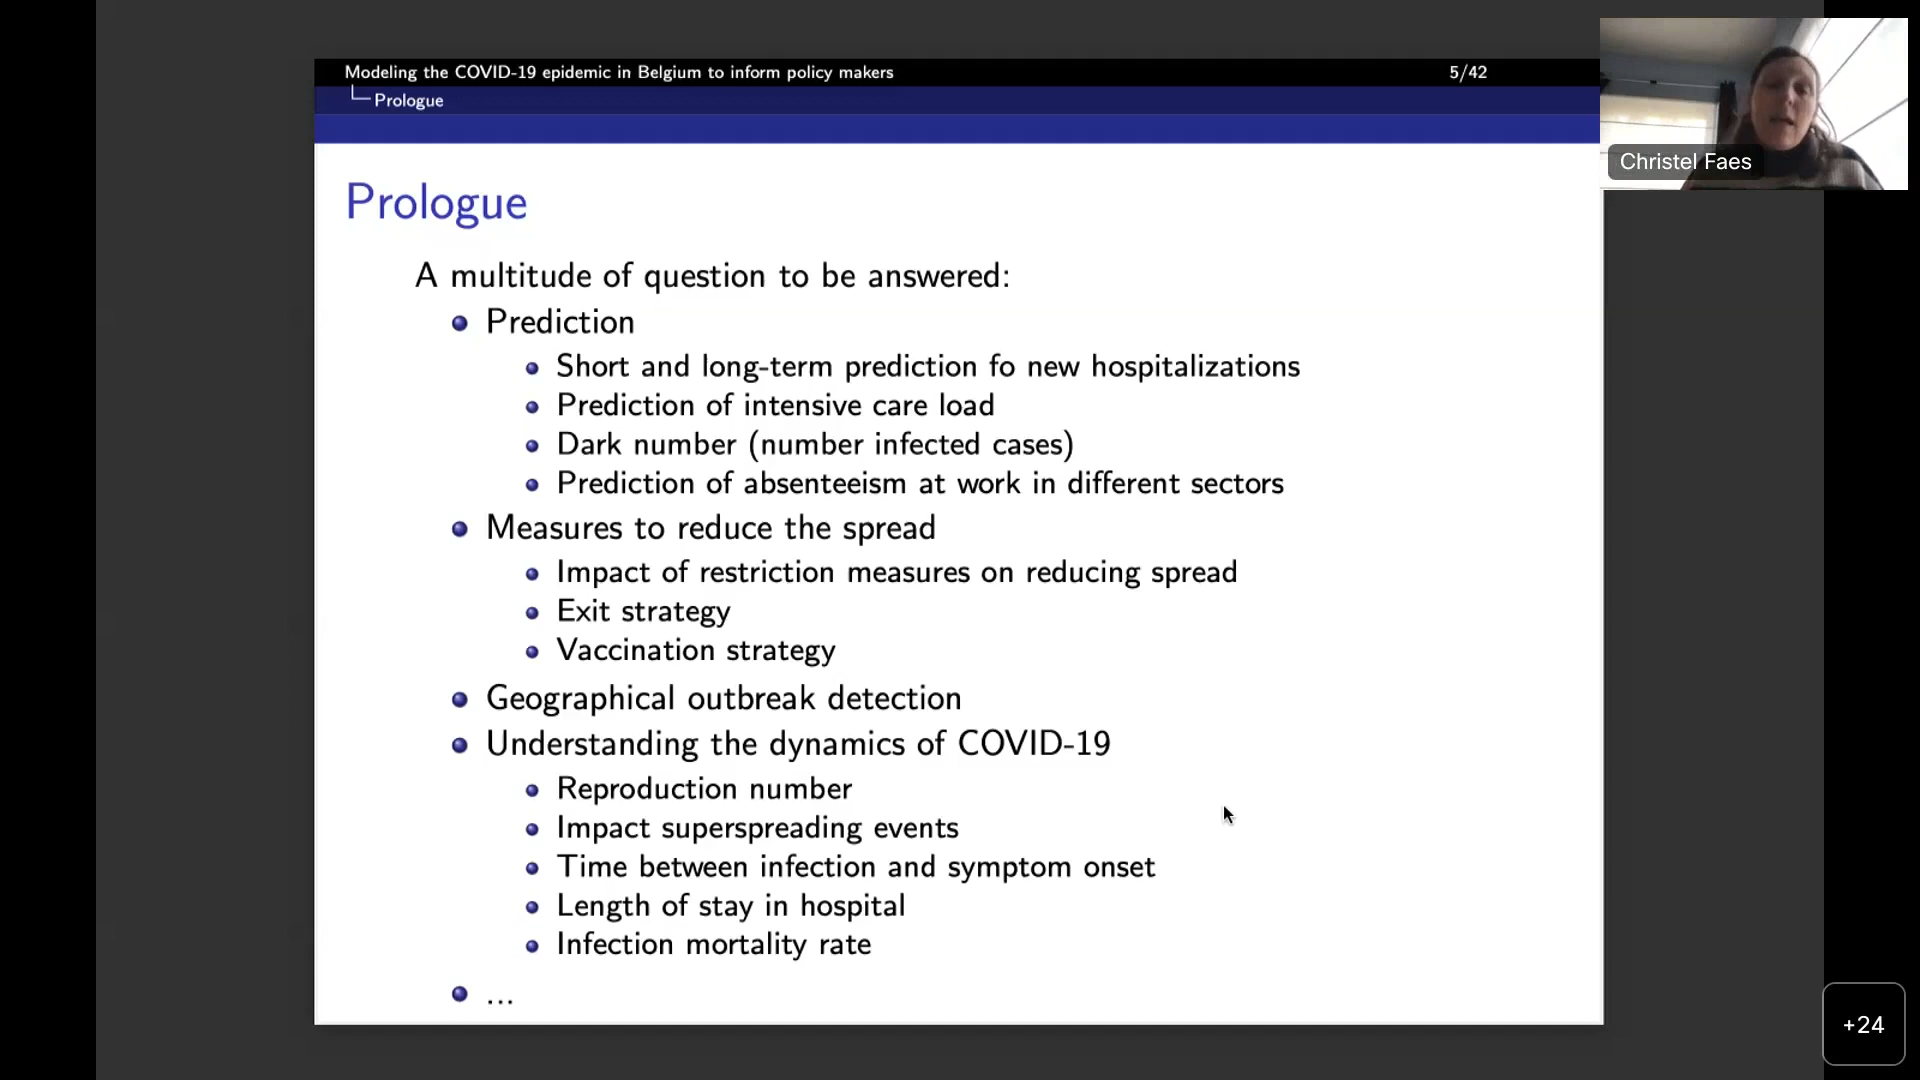 Modeling the COVID-19 epidemic in Belgium to inform policy makers
5/42
Prologue
Christel Faes
Prologue
A multitude of question to be answered:
Prediction
Short and long-term prediction fo new hospitalizations
Prediction of intensive care load
Dark number (number infected cases)
Prediction of absenteeism at work in different sectors
Measures to reduce the spread
Impact of restriction measures on reducing spread
Exit strategy
Vaccination strategy
Geographical outbreak detection
Understanding the dynamics of COVID-19
Reproduction number
Impact superspreading events
Time between infection and symptom onset
Length of stay in hospital
Infection mortality rate
...
+24